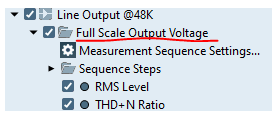 Line Output @48K
Full Scale Output Voltage
Measurement Sequence Settings...
Sequence Steps
RMS Level
THD+N Ratio